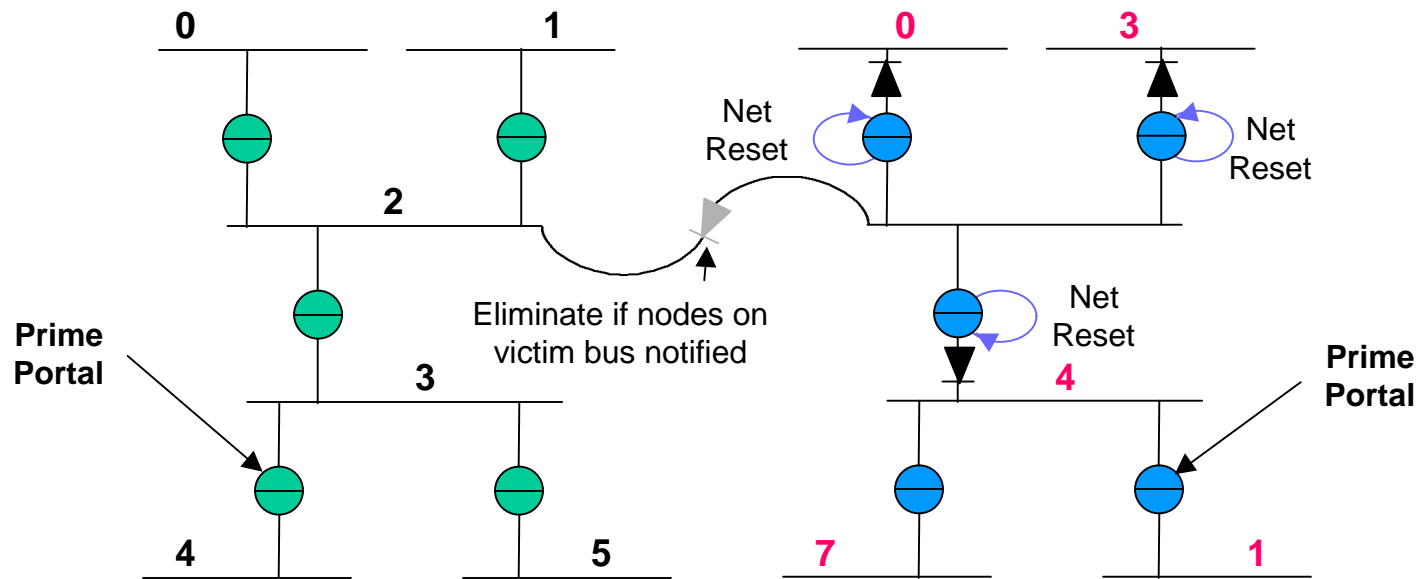 0
1
0
3
Net
Reset
Net
Reset
2
Eliminate if nodes on
victim bus notified
Net
Reset
Prime
Portal
3
4
Prime
Portal
4
5
7
1